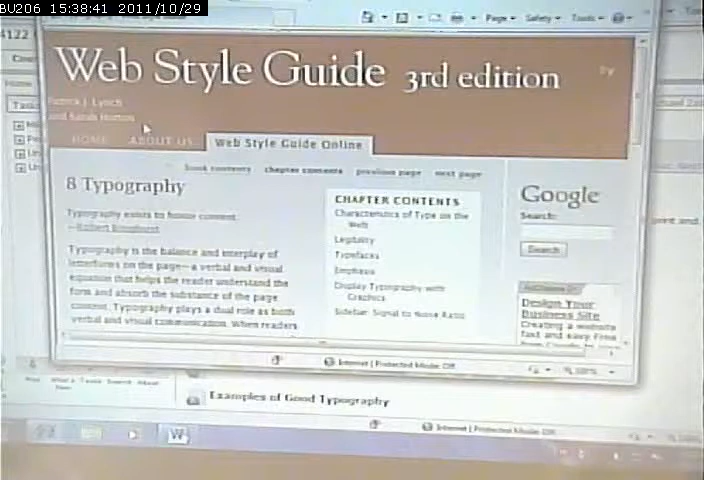 BU206 15:38:41 2011/10/29
Page Safety Tools
Web Style Guide 3rd edition
by
Patrick J. Lynch
and Sarah Horton
HOME ABOUT US Web Style Guide Online
book contents chapter contents previous page next page
8 Typography
Typography exists to honor content.
—Robert Bringhurst
Typography is the balance and interplay of
letterforms on the page—a verbal and visual
equation that helps the reader understand the
form and absorb the substance of the page
content. Typography plays a dual role as both
verbal and visual communication. When readers
CHAPTER CONTENTS
Characteristics of Type on the
Web
Legibility
Typefaces
Emphasis
Display Typography with
Graphics
Sidebar: Signal to Noise Ratio
Google
Search:
Search
Design Your
Business Site
Creating a website
fast and easy Free
Internet | Protected Mode: Off
Examples of Good Typography
Internet | Protected Mode: Off